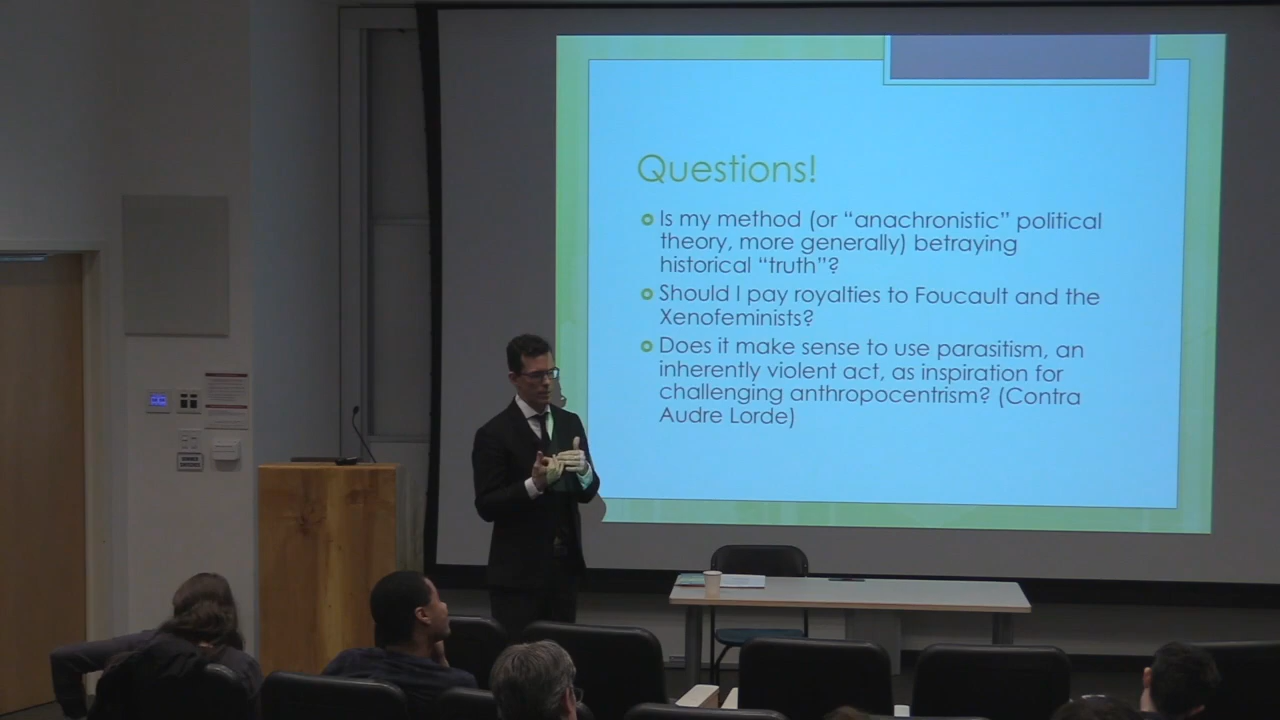 Questions!
Is my method (or “anachronistic” political
theory, more generally) betraying
historical “truth”?
Should I pay royalties to Foucault and the
Xenofeminists?
Does it make sense to use parasitism, an
inherently violent act, as inspiration for
challenging anthropocentrism? (Contra
Audre Lorde)